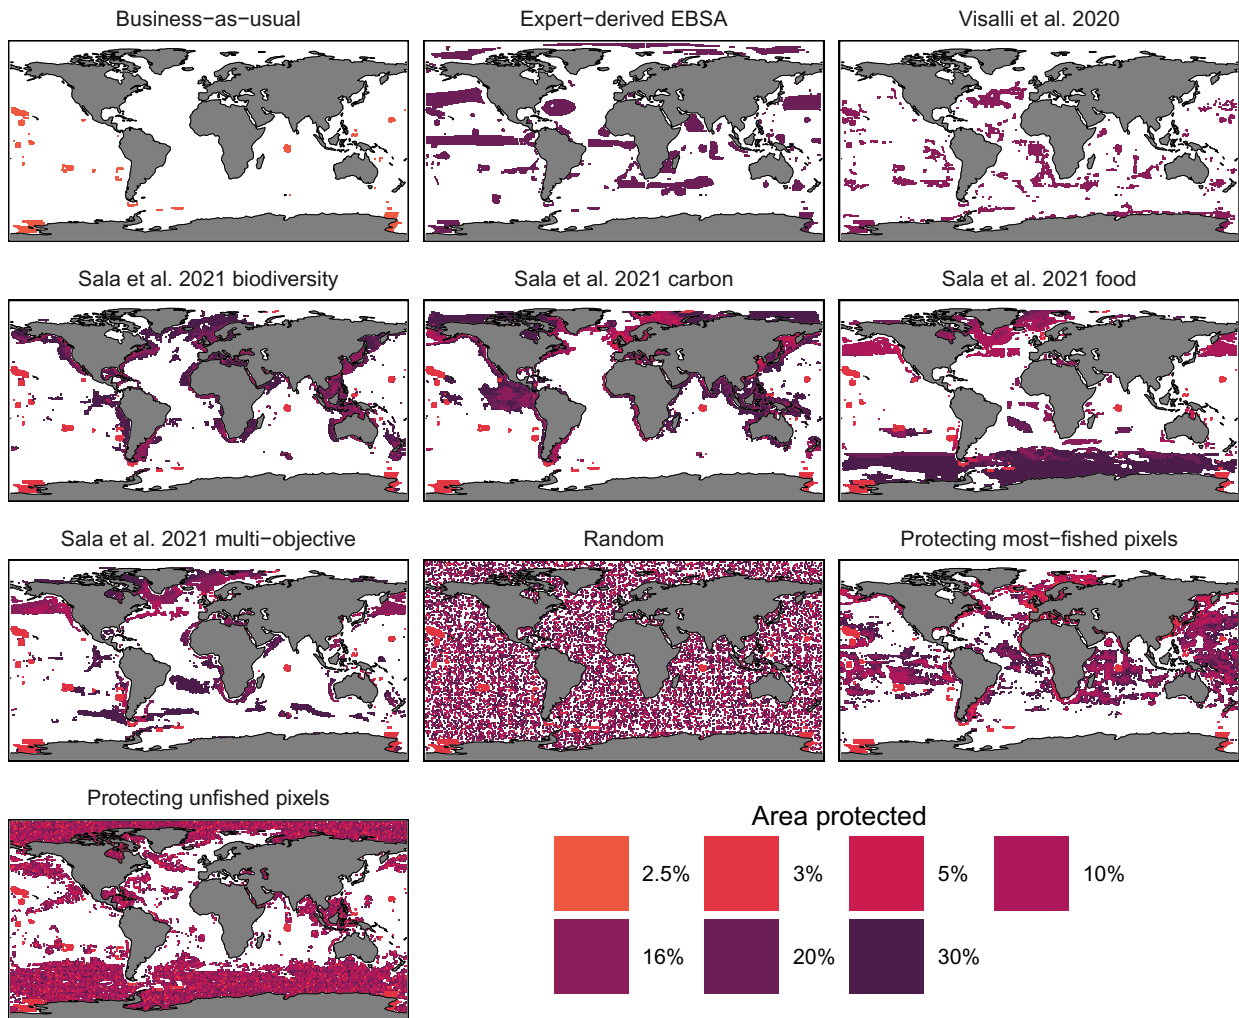 Business−as−usual
Expert−derived EBSA
Visalli et al. 2020
Sala et al. 2021 biodiversity
Sala et al. 2021 carbon
Sala et al. 2021 food
Sala et al. 2021 multi−objective
Random
Protecting most−fished pixels
Protecting unfished pixels
Area protected
2.5%
3%
5%
10%
16%
20%
30%